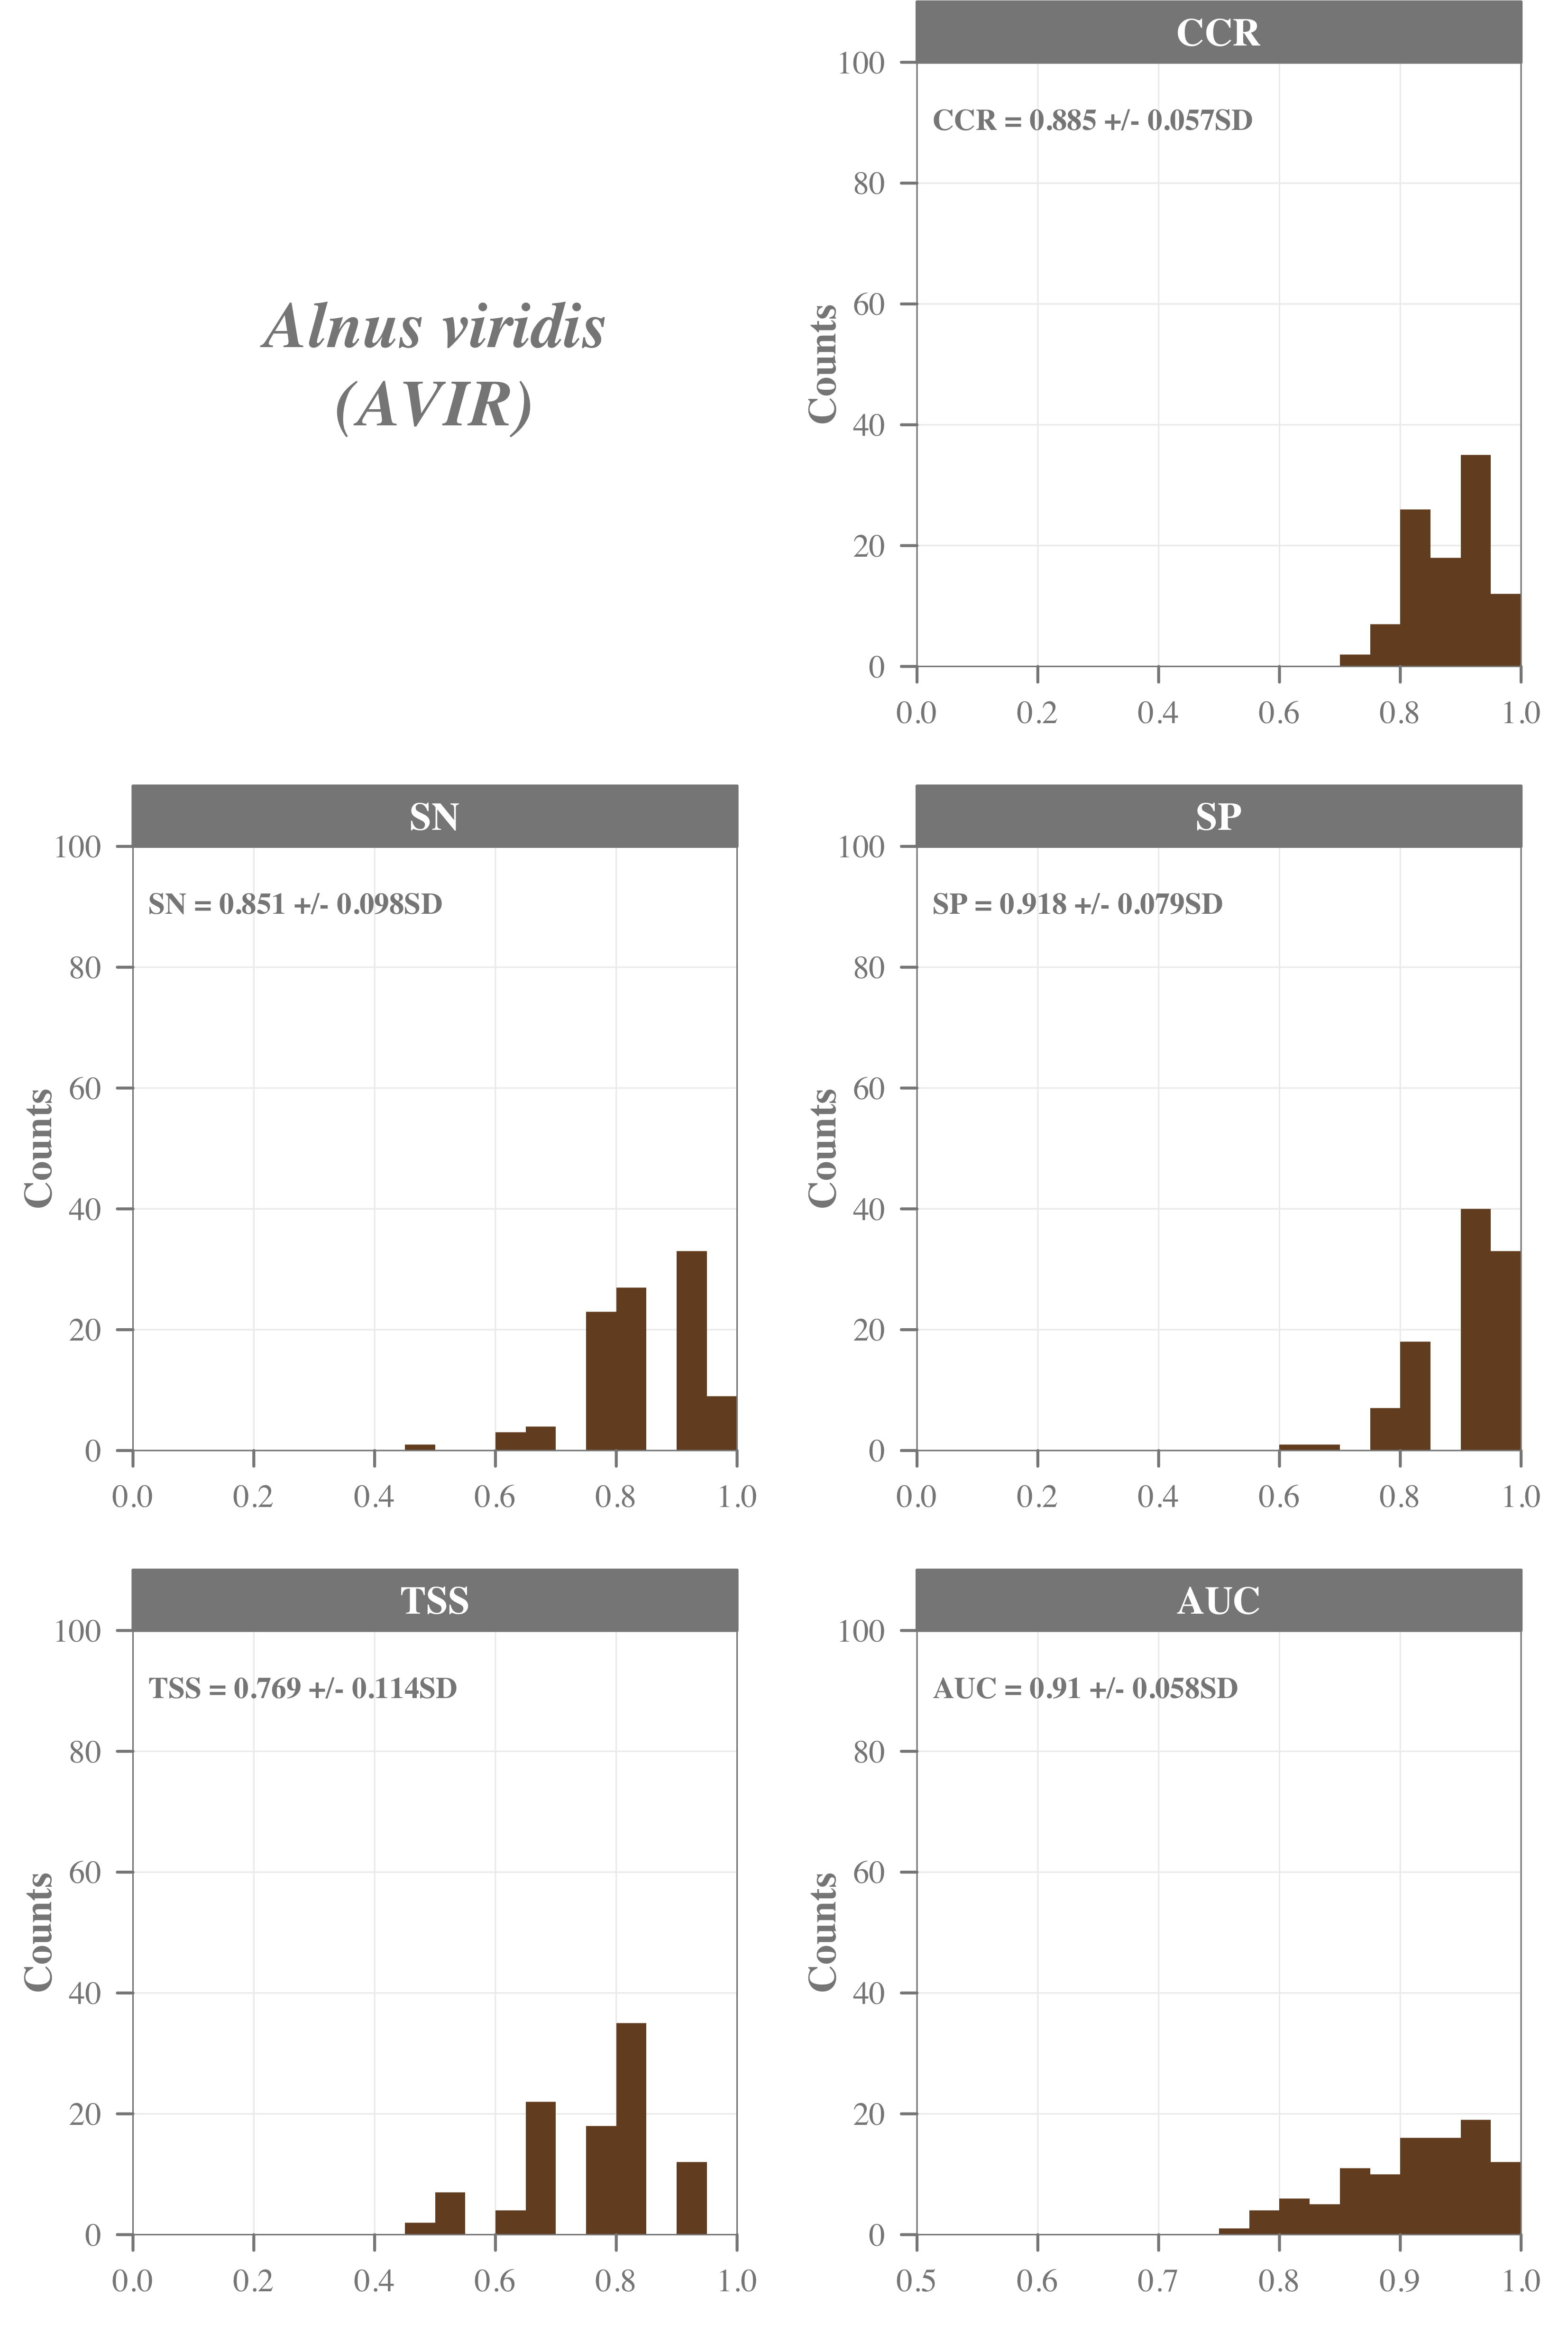 Alnus viridis
(AVIR)
CCR
CCR = 0.885 +/- 0.057SD
Counts
100
80
60
40
20
0
0.0 0.2 0.4 0.6 0.8 1.0
SN
SN = 0.851 +/- 0.098SD
Counts
100
80
60
40
20
0
0.0 0.2 0.4 0.6 0.8 1.0
SP
SP = 0.918 +/- 0.079SD
Counts
100
80
60
40
20
0
0.0 0.2 0.4 0.6 0.8 1.0
TSS
TSS = 0.769 +/- 0.114SD
Counts
100
80
60
40
20
0
0.0 0.2 0.4 0.6 0.8 1.0
AUC
AUC = 0.91 +/- 0.058SD
Counts
100
80
60
40
20
0
0.5 0.6 0.7 0.8 0.9 1.0